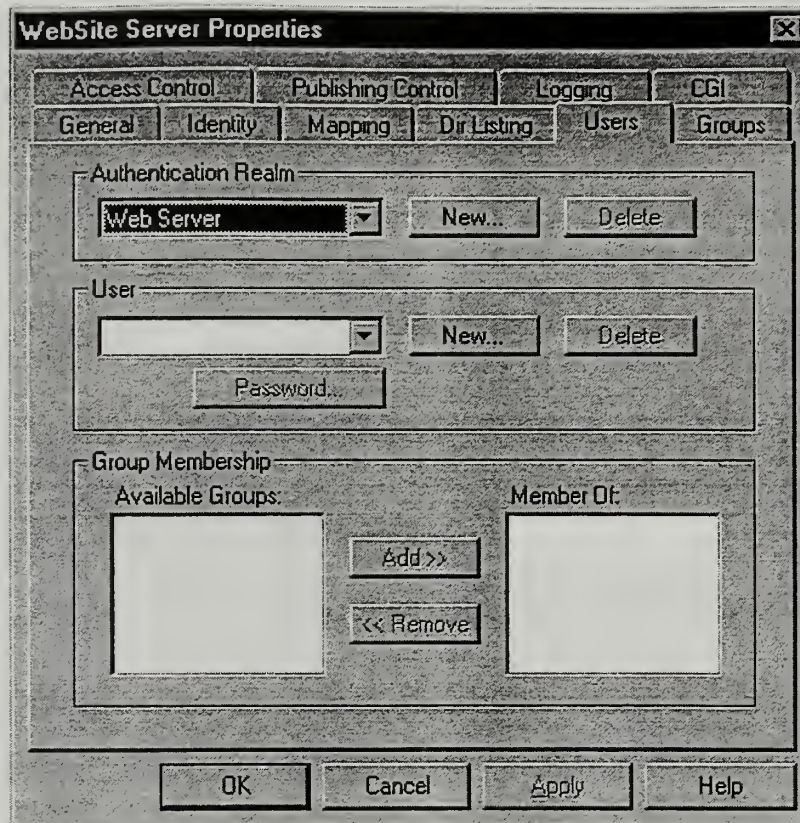 WebSite Server Properties
Access Control Publishing Control Logging CGI
General Identity Mapping Dir Listing Users Groups
Authentication Realm
Web Server New... Delete
User
New... Delete
Password...
Group Membership
Available Groups: Member Of:
Add >>
<< Remove
OK Cancel Apply Help